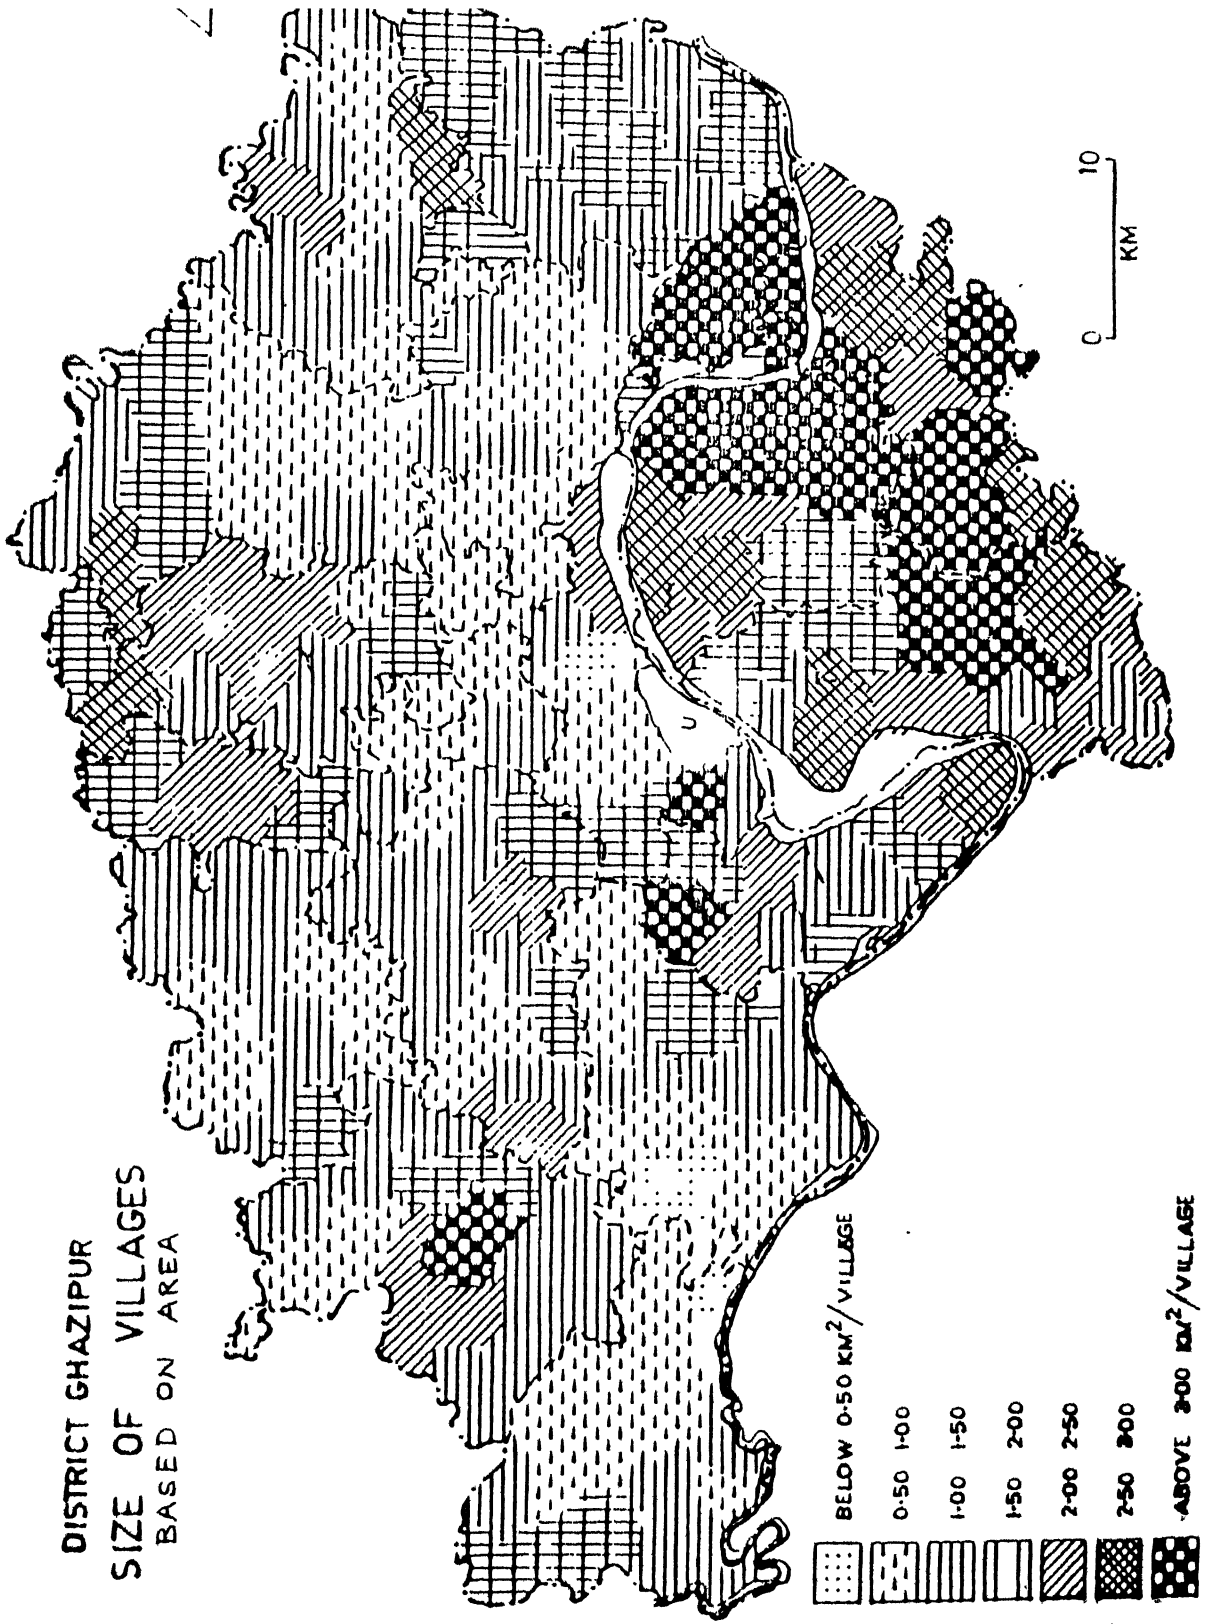 DISTRICT GHAZIPUR
SIZE OF VILLAGES
BASED ON AREA
BELOW 0·50 KM²/VILLAGE
0·50 1·00
1·00 1·50
1·50 2·00
2·00 2·50
2·50 3·00
ABOVE 3·00 KM²/VILLAGE
0 10
KM